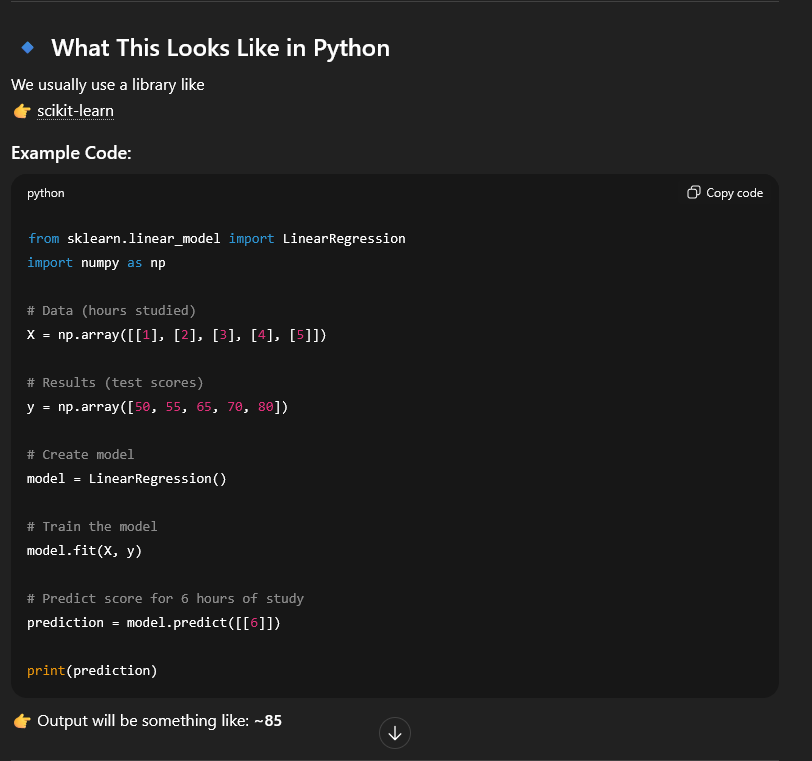 🔹 What This Looks Like in Python
We usually use a library like
👉 scikit-learn
Example Code:
python
Copy code
from sklearn.linear_model import LinearRegression
import numpy as np
# Data (hours studied)
X = np.array([[1], [2], [3], [4], [5]])
# Results (test scores)
y = np.array([50, 55, 65, 70, 80])
# Create model
model = LinearRegression()
# Train the model
model.fit(X, y)
# Predict score for 6 hours of study
prediction = model.predict([[6]])
print(prediction)
👉 Output will be something like: ~85